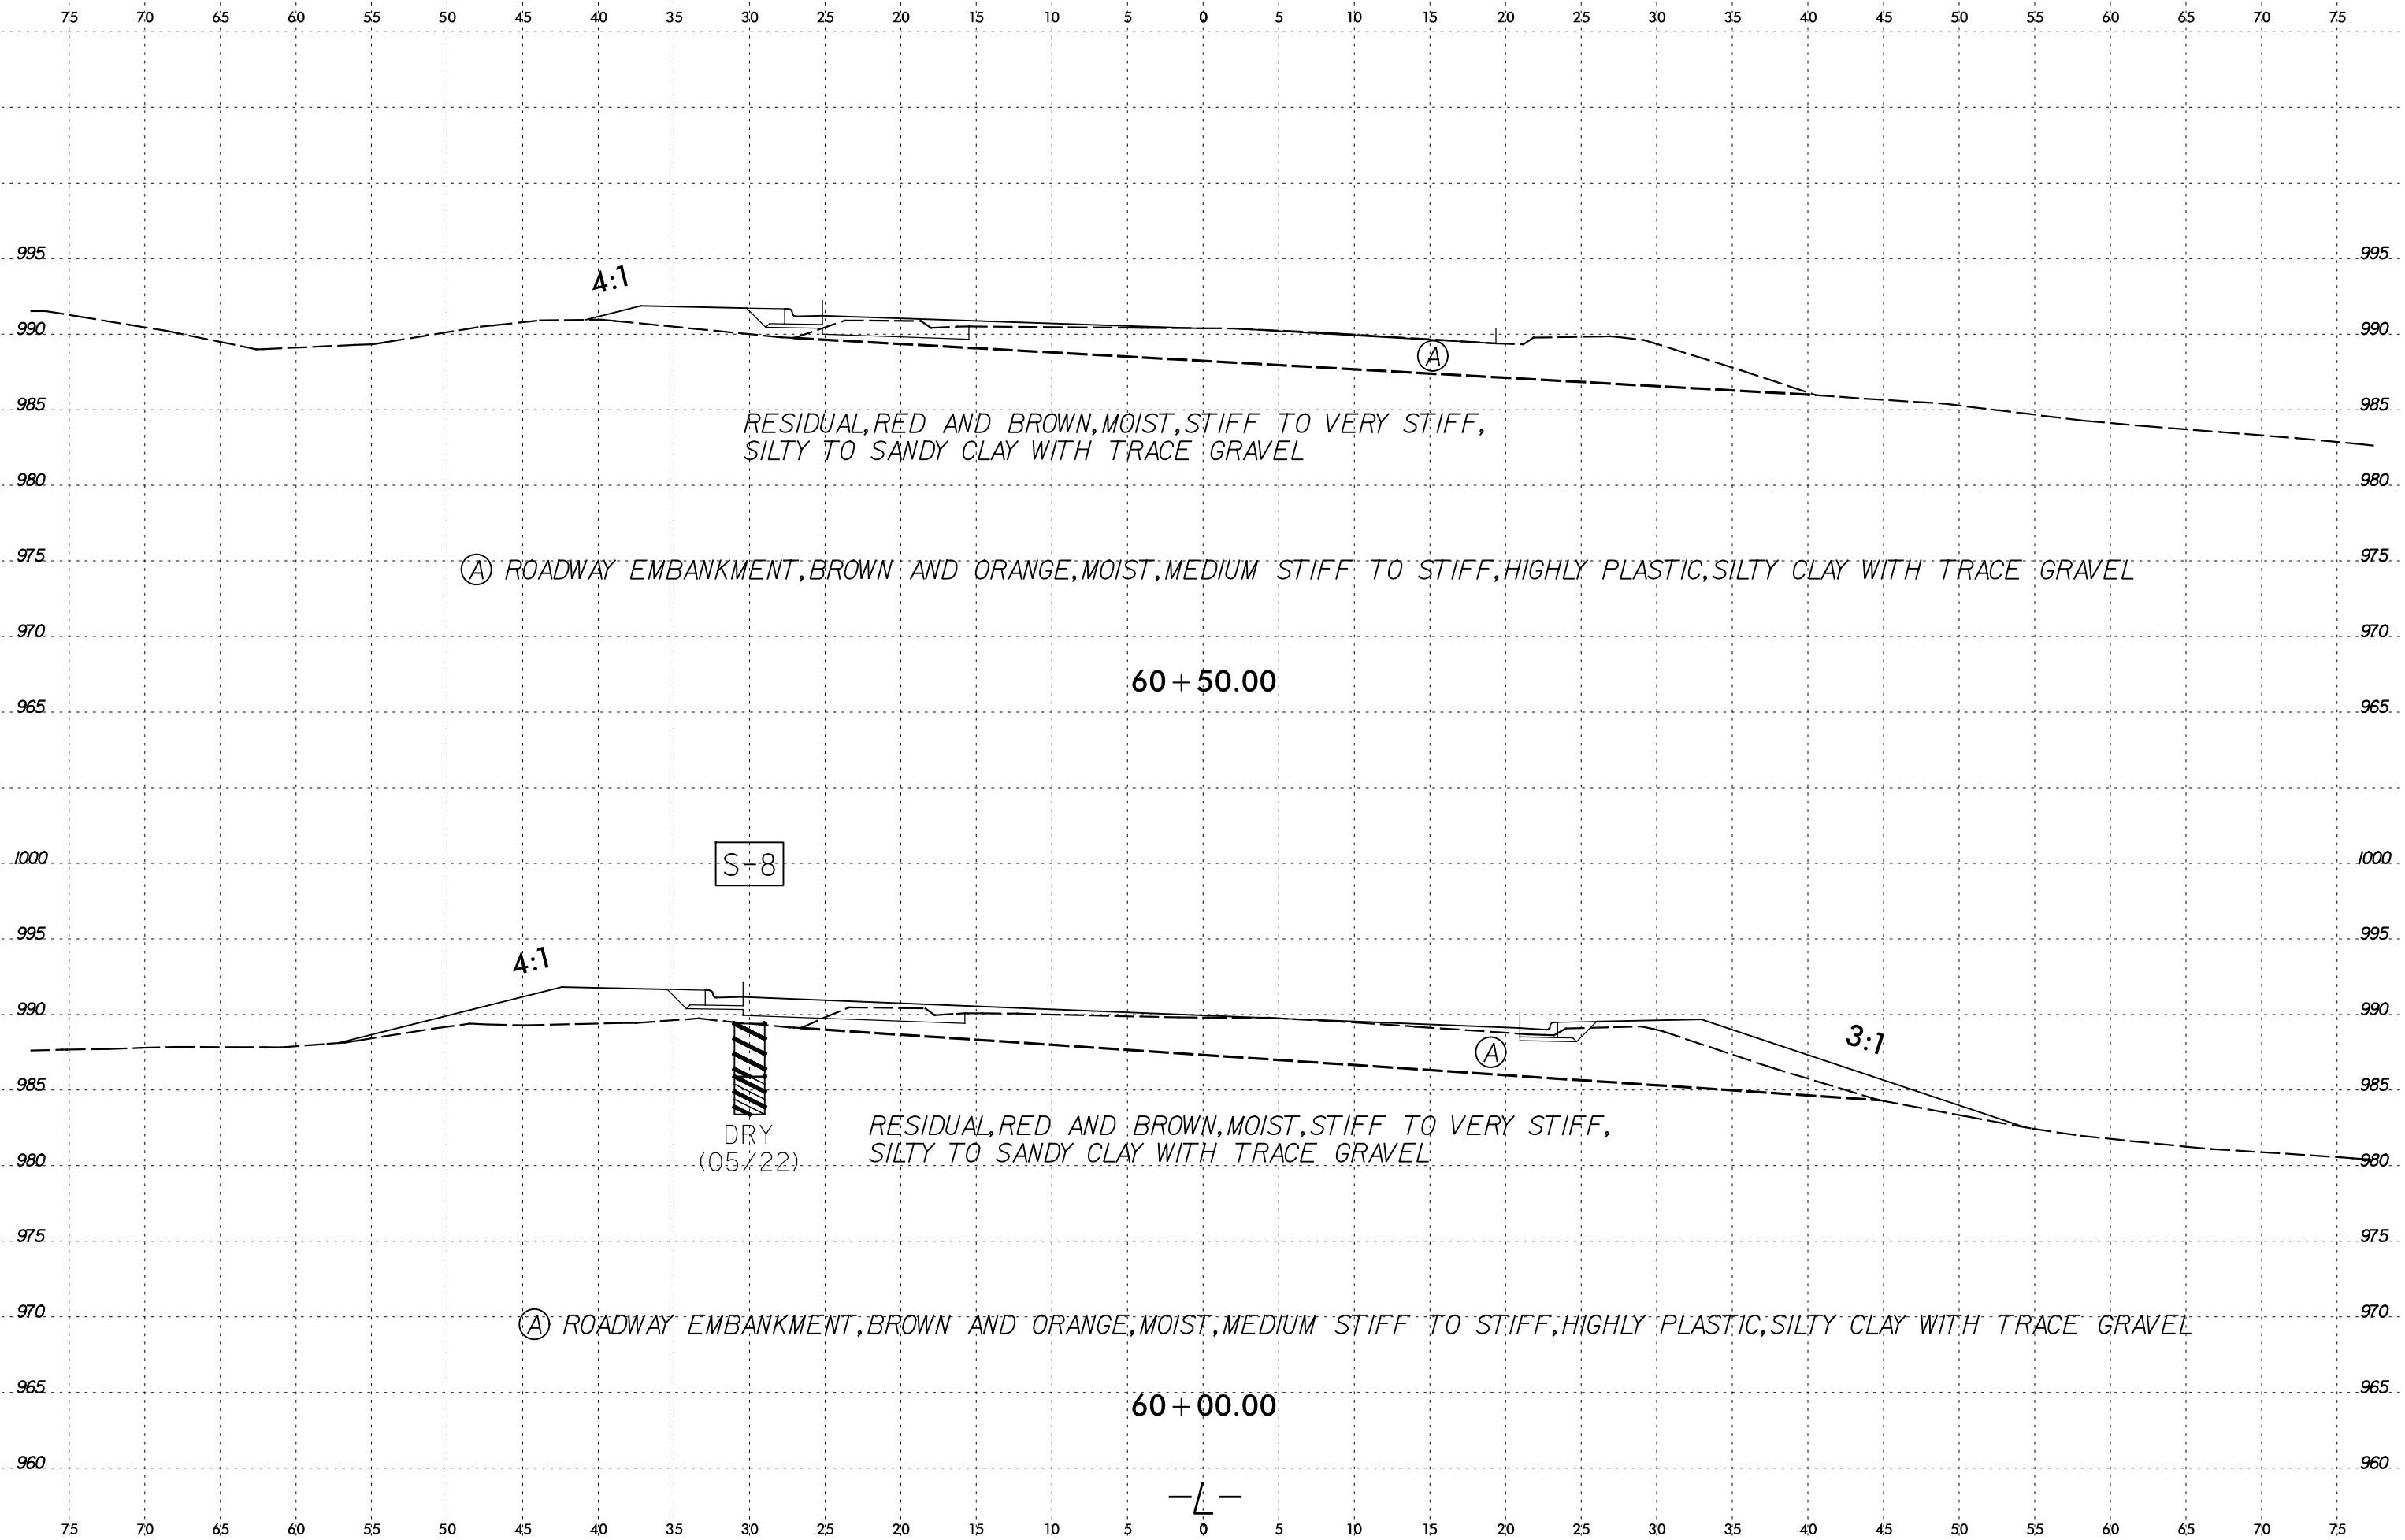 75 70 65 60 55 50 45 40 35 30 25 20 15 10 5 0 5 10 15 20 25 30 35 40 45 50 55 60 65 70 75
995 995
4:1
990 990
A
985 985
RESIDUAL, RED AND BROWN, MOIST, STIFF TO VERY STIFF,
SILTY TO SANDY CLAY WITH TRACE GRAVEL
980 980
975 975
A ROADWAY EMBANKMENT, BROWN AND ORANGE, MOIST, MEDIUM STIFF TO STIFF, HIGHLY PLASTIC, SILTY CLAY WITH TRACE GRAVEL
970 970
60+50.00
965 965
1000 1000
S-8
995 995
4:1
990 990
3:1
A
985 985
RESIDUAL, RED AND BROWN, MOIST, STIFF TO VERY STIFF,
SILTY TO SANDY CLAY WITH TRACE GRAVEL
DRY
(05/22)
980 980
975 975
970 970
A ROADWAY EMBANKMENT, BROWN AND ORANGE, MOIST, MEDIUM STIFF TO STIFF, HIGHLY PLASTIC, SILTY CLAY WITH TRACE GRAVEL
965 965
60+00.00
960 960
-L-
75 70 65 60 55 50 45 40 35 30 25 20 15 10 5 0 5 10 15 20 25 30 35 40 45 50 55 60 65 70 75